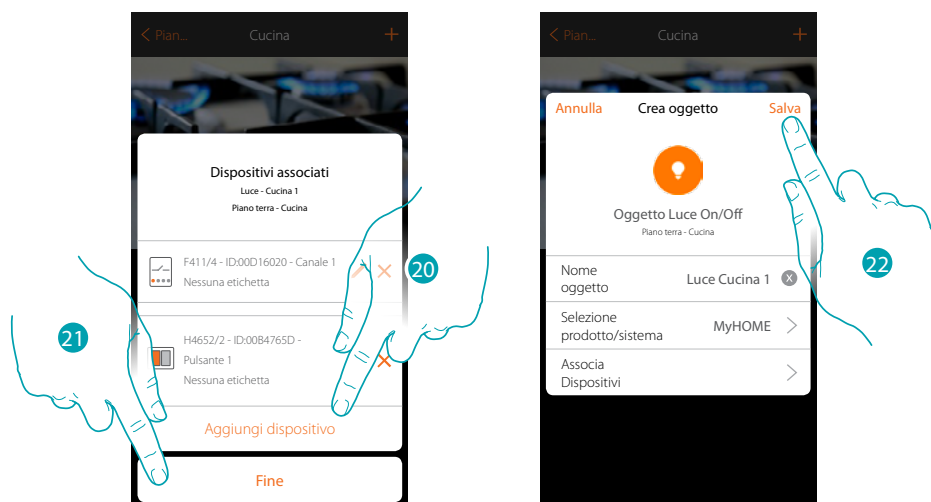 Pian...
Cucina
+
Dispositivi associati
Luce - Cucina 1
Piano terra - Cucina
F411/4 - ID:00D16020 - Canale 1
Nessuna etichetta
H4652/2 - ID:00B4765D -
Pulsante 1
Nessuna etichetta
Aggiungi dispositivo
Fine
20
21
Pian...
Cucina
+
Annulla
Crea oggetto
Salva
Oggetto Luce On/Off
Piano terra - Cucina
Nome
oggetto
Luce Cucina 1
X
Selezione
prodotto/sistema
MyHOME
Associa
Dispositivi
22